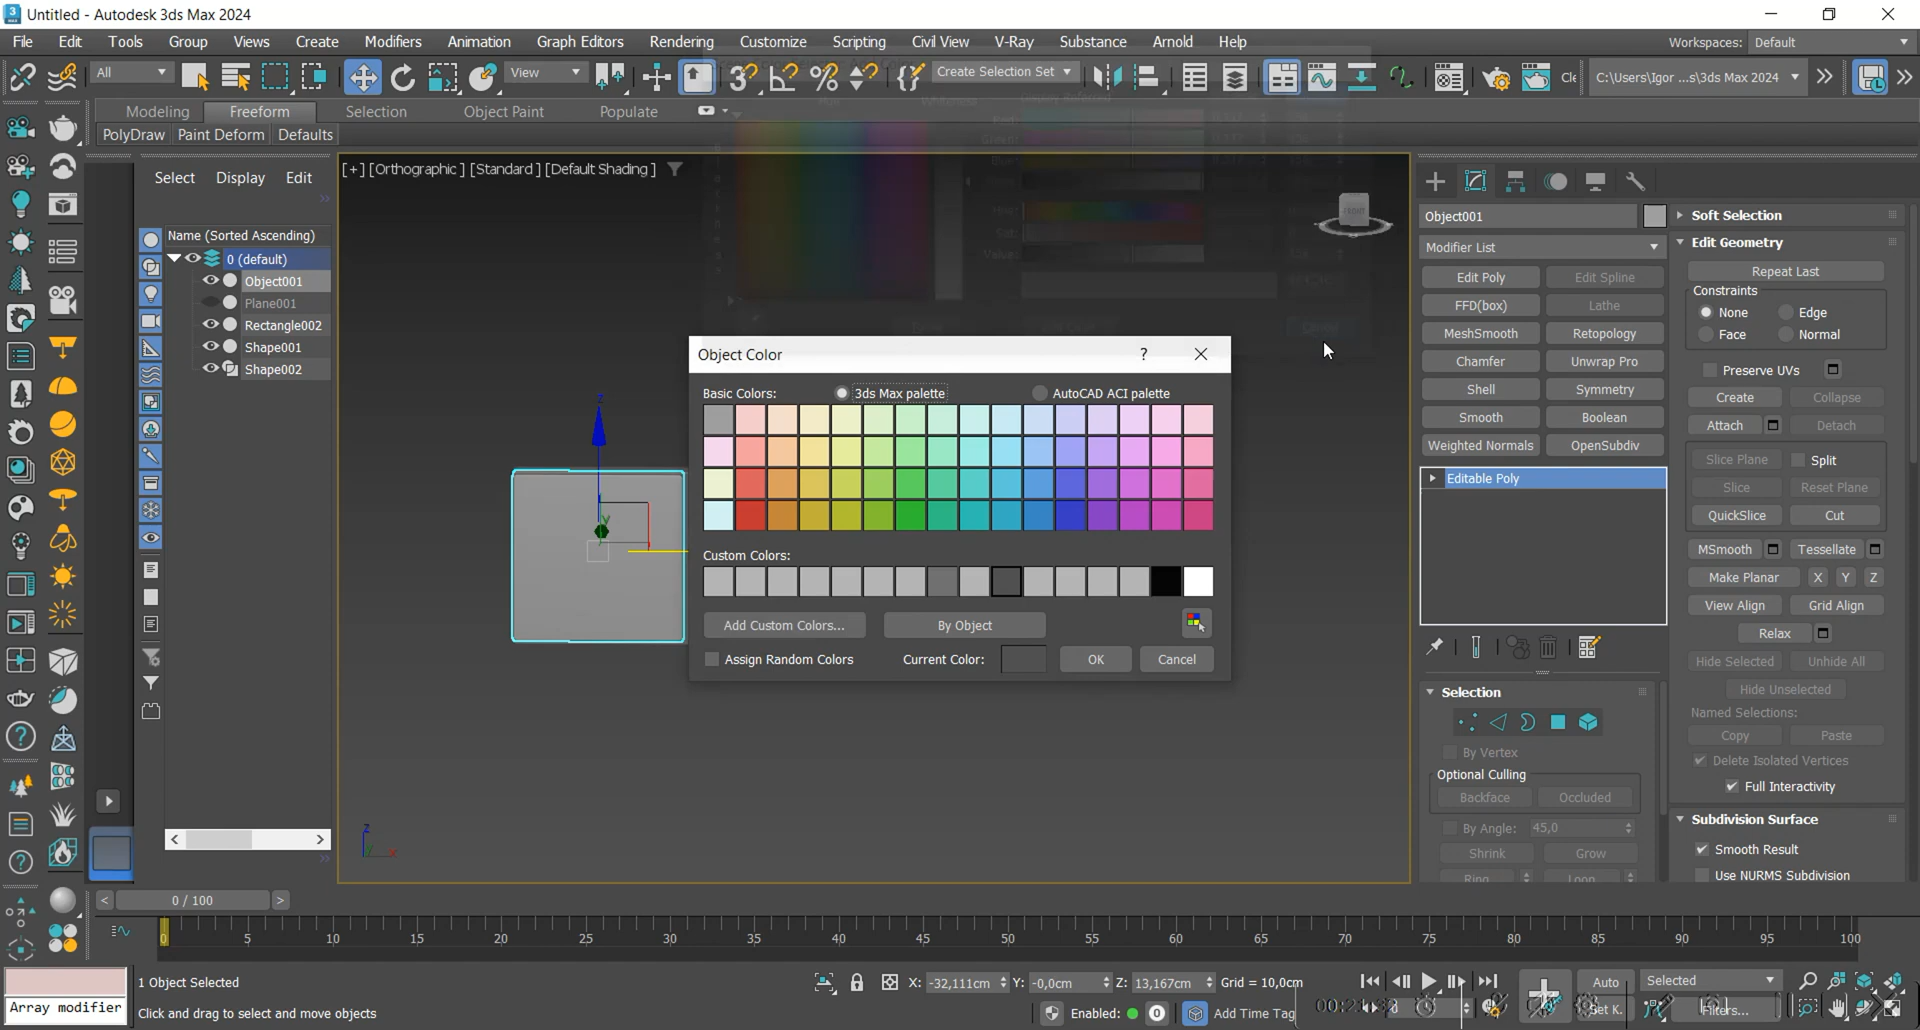 Untitled - Autodesk 3ds Max 2024
File Edit Tools Group Views Create Modifiers Animation Graph Editors Rendering Customize Scripting Civil View V-Ray Substance Arnold Help
Workspaces: Default
All View Create Selection Set Cle C:\Users\Igor ...s\3ds Max 2024
Modeling Freeform Selection Object Paint Populate
PolyDraw Paint Deform Defaults
Select Display Edit
[+] [Orthographic] [Standard] [Default Shading]
FRONT
Name (Sorted Ascending)
0 (default)
Object001
Plane001
Rectangle002
Shape001
Shape002
Object Color
Basic Colors: 3ds Max palette AutoCAD ACI palette
Custom Colors:
Add Custom Colors... By Object
Assign Random Colors Current Color: OK Cancel
Object001
Modifier List
Edit Poly Edit Spline
FFD(box) Lathe
MeshSmooth Retopology
Chamfer Unwrap Pro
Shell Symmetry
Smooth Boolean
Weighted Normals OpenSubdiv
Editable Poly
Selection
By Vertex
Optional Culling
Backface Occluded
By Angle: 45,0
Shrink Grow
Ring Loop
Soft Selection
Edit Geometry
Repeat Last
Constraints
None Edge
Face Normal
Preserve UVs
Create Collapse
Attach Detach
Slice Plane Split
Slice Reset Plane
QuickSlice Cut
MSmooth Tessellate
Make Planar X Y Z
View Align Grid Align
Relax
Hide Selected Unhide All
Hide Unselected
Named Selections:
Copy Paste
Delete Isolated Vertices
Full Interactivity
Subdivision Surface
Smooth Result
Use NURMS Subdivision
z x
< 0 / 100 >
0 5 10 15 20 25 30 35 40 45 50 55 60 65 70 75 80 85 90 95 100
Array modifier
1 Object Selected
Click and drag to select and move objects
X: -32,111cm Y: -0,0cm Z: 13,167cm Grid = 10,0cm
Enabled: 0 Add Time Tag
Auto Selected
Set K. Filters...